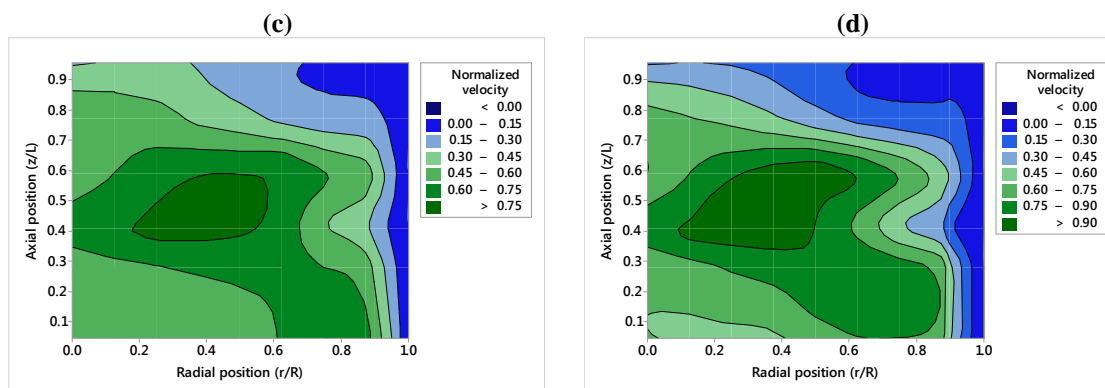 (c)
(d)
Axial position (z/L)
0.9
0.8
0.7
0.6
0.5
0.4
0.3
0.2
0.1
0.0 0.2 0.4 0.6 0.8 1.0
Radial position (r/R)
Normalized
velocity
< 0.00
0.00 – 0.15
0.15 – 0.30
0.30 – 0.45
0.45 – 0.60
0.60 – 0.75
> 0.75
Axial position (z/L)
0.9
0.8
0.7
0.6
0.5
0.4
0.3
0.2
0.1
0.0 0.2 0.4 0.6 0.8 1.0
Radial position (r/R)
Normalized
velocity
< 0.00
0.00 – 0.15
0.15 – 0.30
0.30 – 0.45
0.45 – 0.60
0.60 – 0.75
0.75 – 0.90
> 0.90